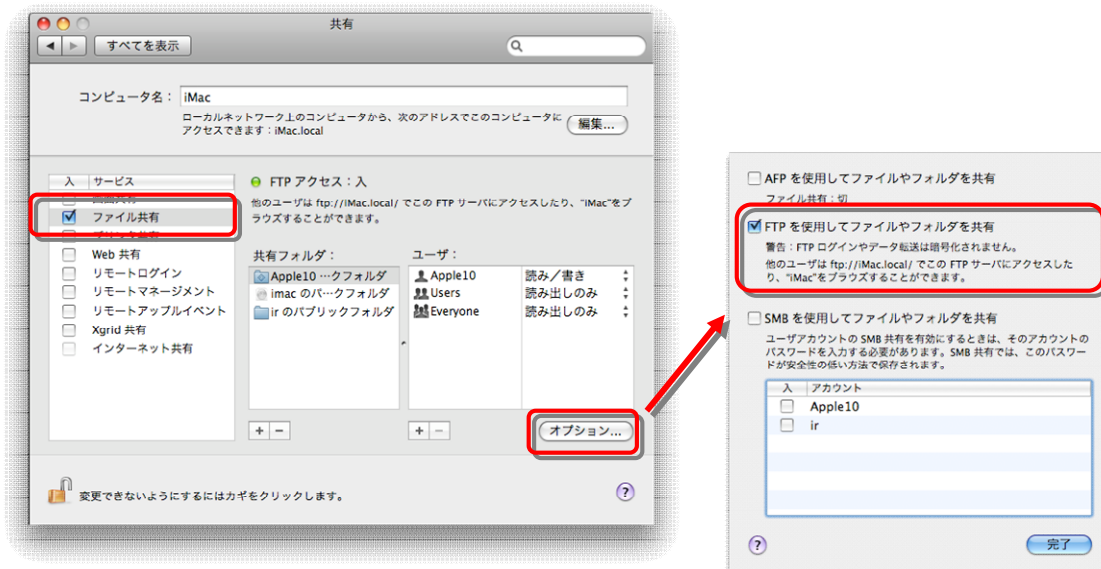 共有
すべてを表示
コンピュータ名：
iMac
ローカルネットワーク上のコンピュータから、次のアドレスでこのコンピュータに
アクセスできます：iMac.local
編集...
入 サービス
ファイル共有
Web 共有
リモートログイン
リモートマネージメント
リモートアップルイベント
Xgrid 共有
インターネット共有
FTP アクセス：入
他のユーザは ftp://iMac.local/ でこの FTP サーバにアクセスしたり、“iMac”をブ
ラウズすることができます。
共有フォルダ：
Apple10 …クフォルダ
imac のパ…クフォルダ
ir のパブリックフォルダ
ユーザ：
Apple10 読み／書き
Users 読み出しのみ
Everyone 読み出しのみ
+ −
+ −
オプション...
変更できないようにするにはカギをクリックします。
?
AFP を使用してファイルやフォルダを共有
ファイル共有：切
FTP を使用してファイルやフォルダを共有
警告：FTP ログインやデータ転送は暗号化されません。
他のユーザは ftp://iMac.local/ でこの FTP サーバにアクセスした
り、“iMac”をブラウズすることができます。
SMB を使用してファイルやフォルダを共有
ユーザアカウントの SMB 共有を有効にするときは、そのアカウントの
パスワードを入力する必要があります。SMB 共有では、このパスワー
ドが安全性の低い方法で保存されます。
入 アカウント
Apple10
ir
?
完了